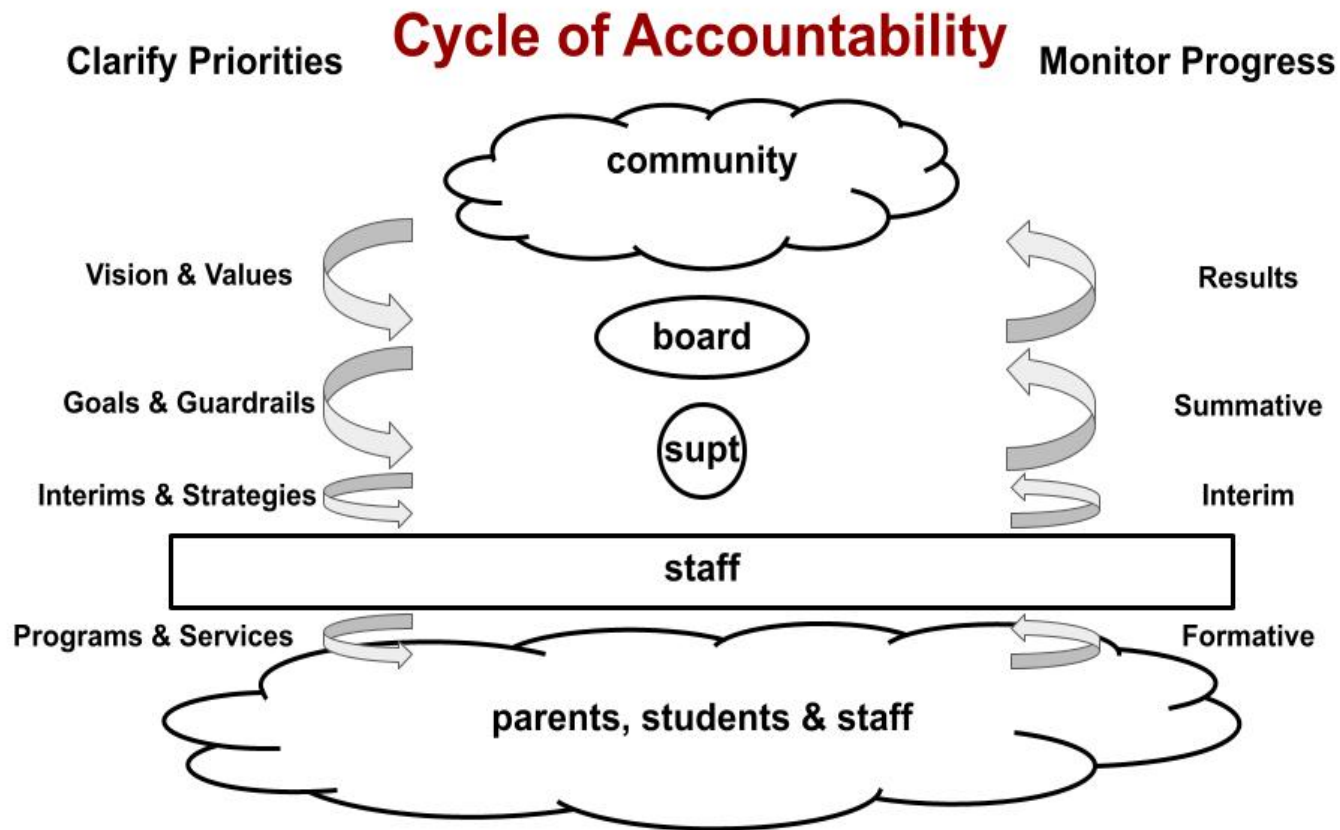 Cycle of Accountability
Clarify Priorities
Monitor Progress
community
Vision & Values
Results
board
Goals & Guardrails
Summative
supt
Interims & Strategies
Interim
staff
Programs & Services
Formative
parents, students & staff